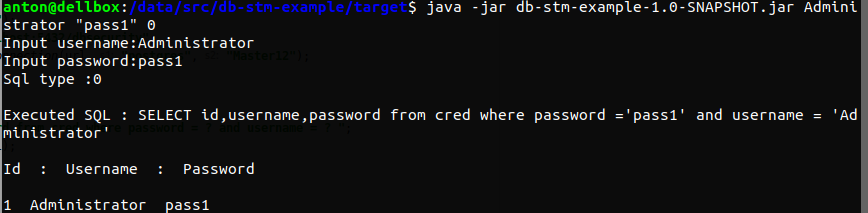 anton@dellbox:/data/src/db-stm-example/target$ java -jar db-stm-example-1.0-SNAPSHOT.jar Admini
strator "pass1" 0
Input username:Administrator
Input password:pass1
Sql type :0
Executed SQL : SELECT id,username,password from cred where password ='pass1' and username = 'Ad
ministrator'
Id  :  Username  :  Password
1  Administrator  pass1